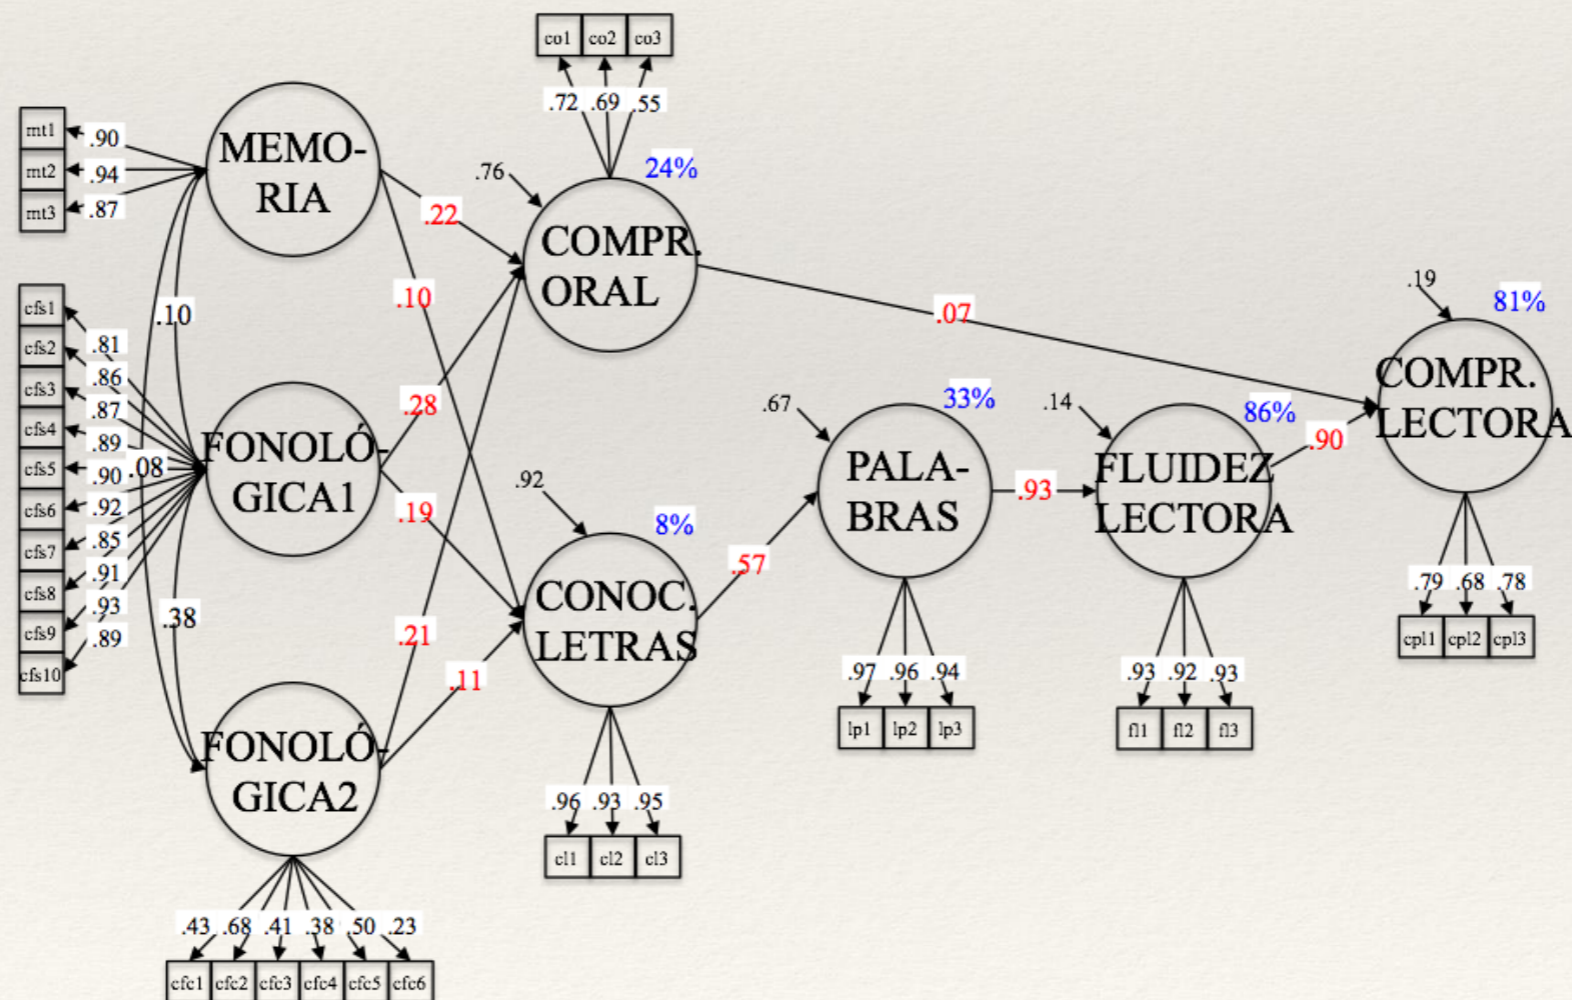 co1 co2 co3
.72 .69 .55
24%
.76
COMPR.
ORAL
mt1
mt2
mt3
.90
.94
.87
MEMO-
RIA
.22
.10
.10
.28
.19
.21
.11
.08
.38
cfs1
cfs2
cfs3
cfs4
cfs5
cfs6
cfs7
cfs8
cfs9
cfs10
.81
.86
.87
.89
.90
.92
.85
.91
.93
.89
FONOLÓ-
GICA1
FONOLÓ-
GICA2
.43 .68 .41 .38 .50 .23
cfc1 cfc2 cfc3 cfc4 cfc5 cfc6
.92
8%
CONOC.
LETRAS
.96 .93 .95
cl1 cl2 cl3
.57
.07
.67
33%
PALA-
BRAS
.97 .96 .94
lp1 lp2 lp3
.93
.14
86%
FLUIDEZ
LECTORA
.93 .92 .93
fl1 fl2 fl3
.90
.19
81%
COMPR.
LECTORA
.79 .68 .78
cpl1 cpl2 cpl3